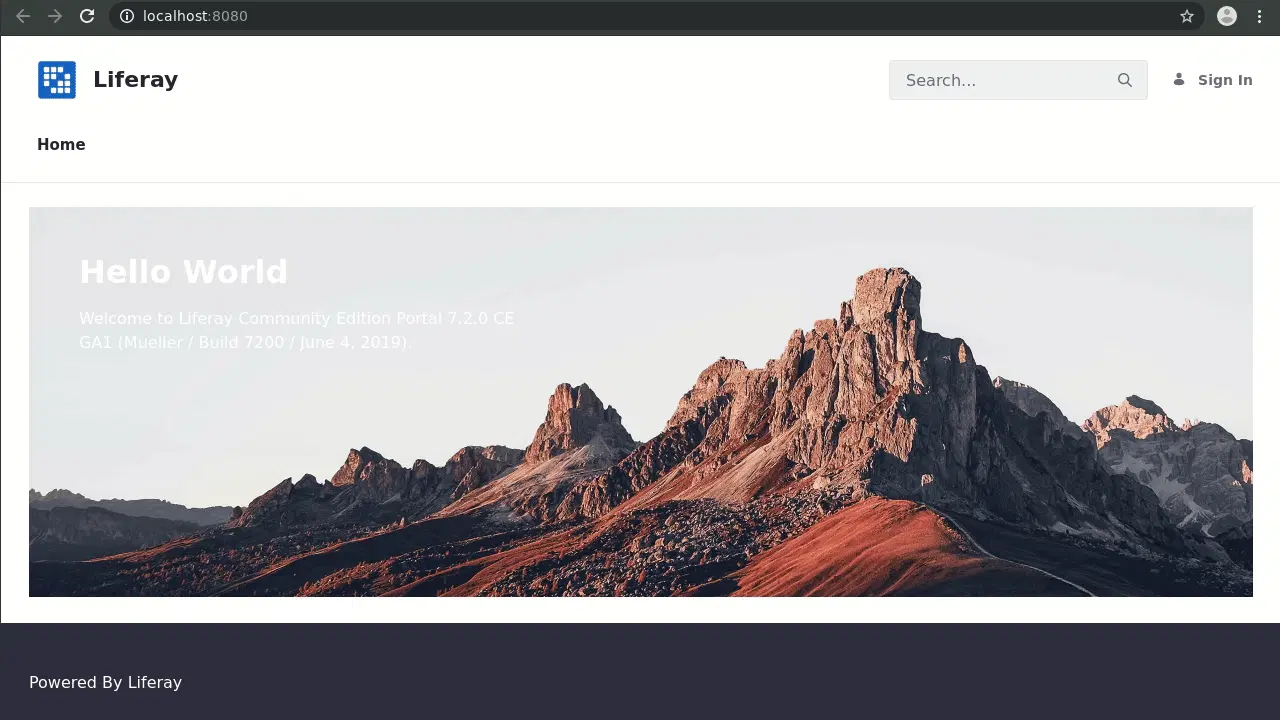 localhost:8080
Liferay
Search...
Sign In
Home
Hello World
Welcome to Liferay Community Edition Portal 7.2.0 CE
GA1 (Mueller / Build 7200 / June 4, 2019).
Powered By Liferay